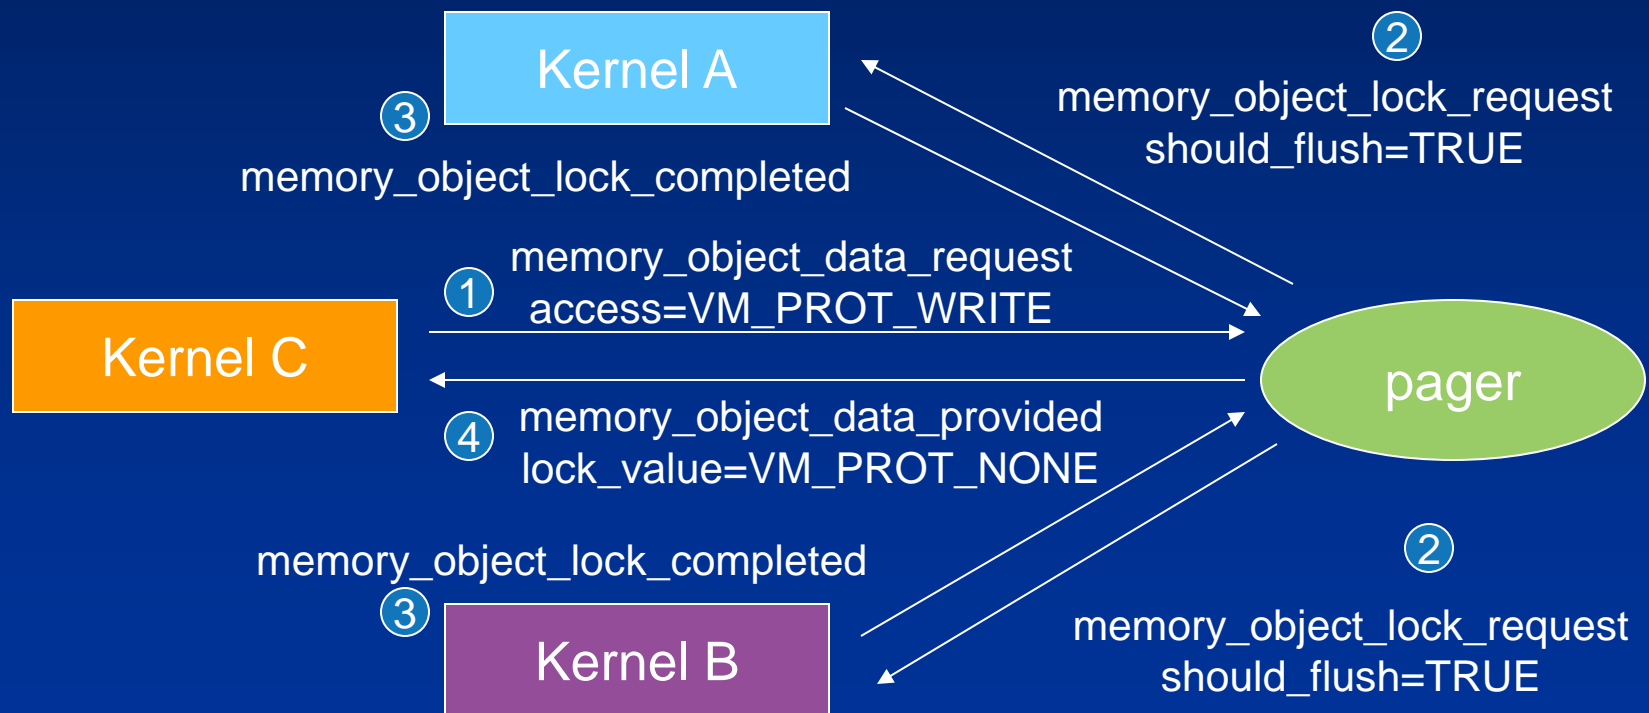 Kernel A
2
memory_object_lock_request
should_flush=TRUE
3
memory_object_lock_completed
1
memory_object_data_request
access=VM_PROT_WRITE
Kernel C
pager
4
memory_object_data_provided
lock_value=VM_PROT_NONE
memory_object_lock_completed
3
Kernel B
2
memory_object_lock_request
should_flush=TRUE